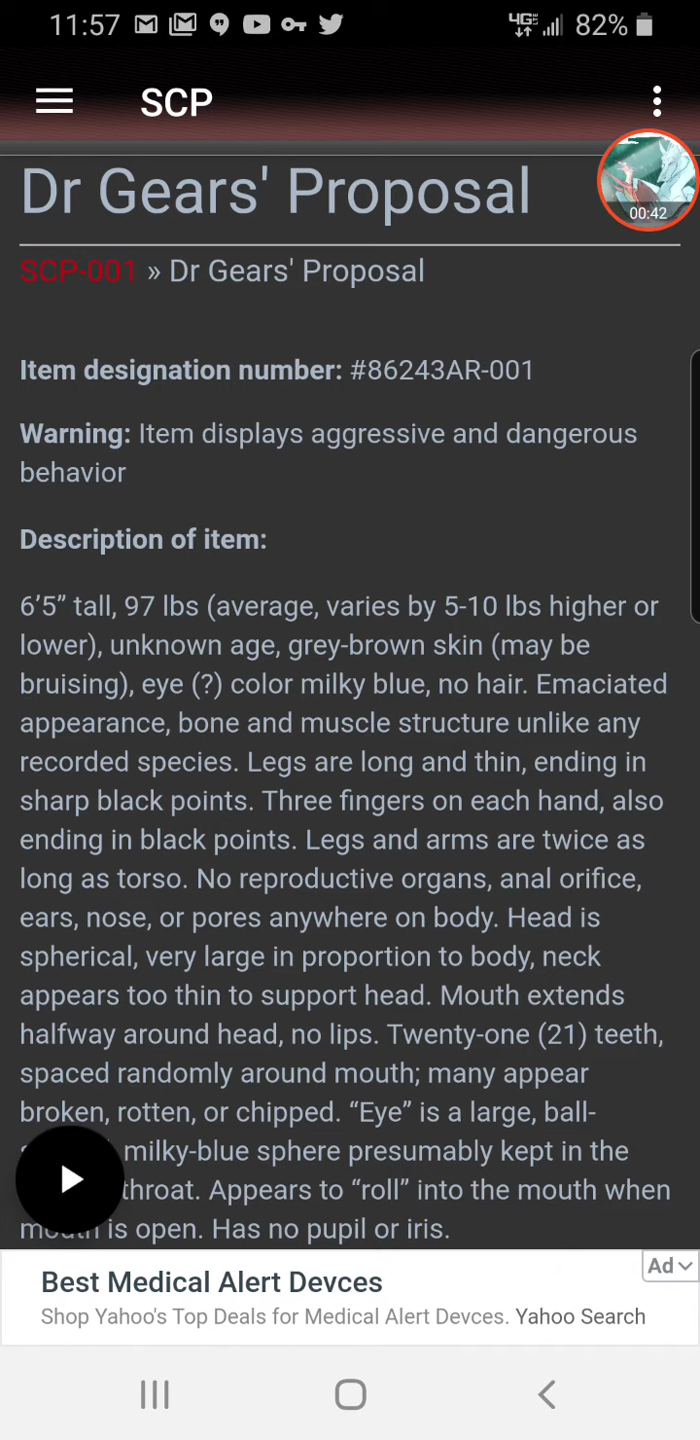 11:57 4GE 82%
SCP
00:42
Dr Gears' Proposal
SCP-001 » Dr Gears' Proposal
Item designation number: #86243AR-001
Warning: Item displays aggressive and dangerous
behavior
Description of item:
6’5” tall, 97 lbs (average, varies by 5-10 lbs higher or
lower), unknown age, grey-brown skin (may be
bruising), eye (?) color milky blue, no hair. Emaciated
appearance, bone and muscle structure unlike any
recorded species. Legs are long and thin, ending in
sharp black points. Three fingers on each hand, also
ending in black points. Legs and arms are twice as
long as torso. No reproductive organs, anal orifice,
ears, nose, or pores anywhere on body. Head is
spherical, very large in proportion to body, neck
appears too thin to support head. Mouth extends
halfway around head, no lips. Twenty-one (21) teeth,
spaced randomly around mouth; many appear
broken, rotten, or chipped. “Eye” is a large, ball-
milky-blue sphere presumably kept in the
throat. Appears to “roll” into the mouth when
mouth is open. Has no pupil or iris.
Ad
Best Medical Alert Devces
Shop Yahoo's Top Deals for Medical Alert Devces. Yahoo Search